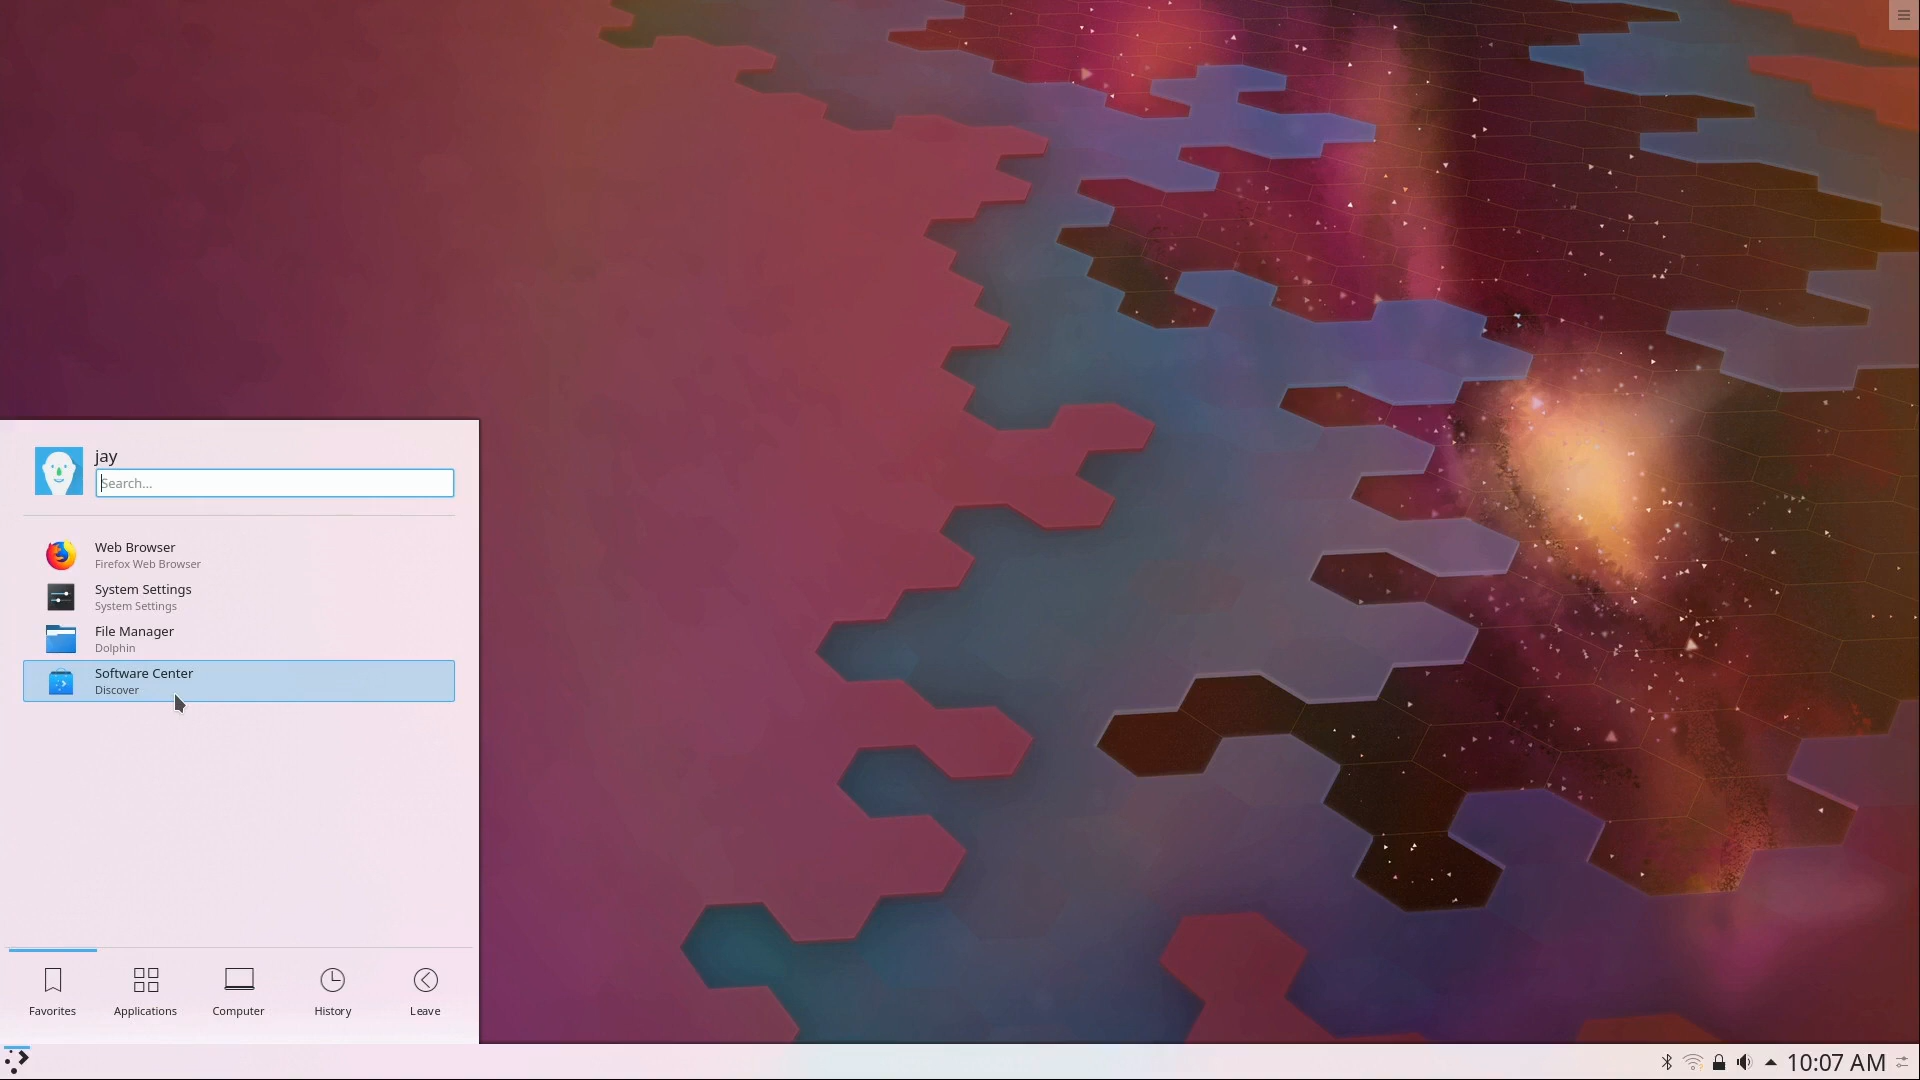 jay
Search...
Web Browser
Firefox Web Browser
System Settings
System Settings
File Manager
Dolphin
Software Center
Discover
Favorites
Applications
Computer
History
Leave
10:07 AM